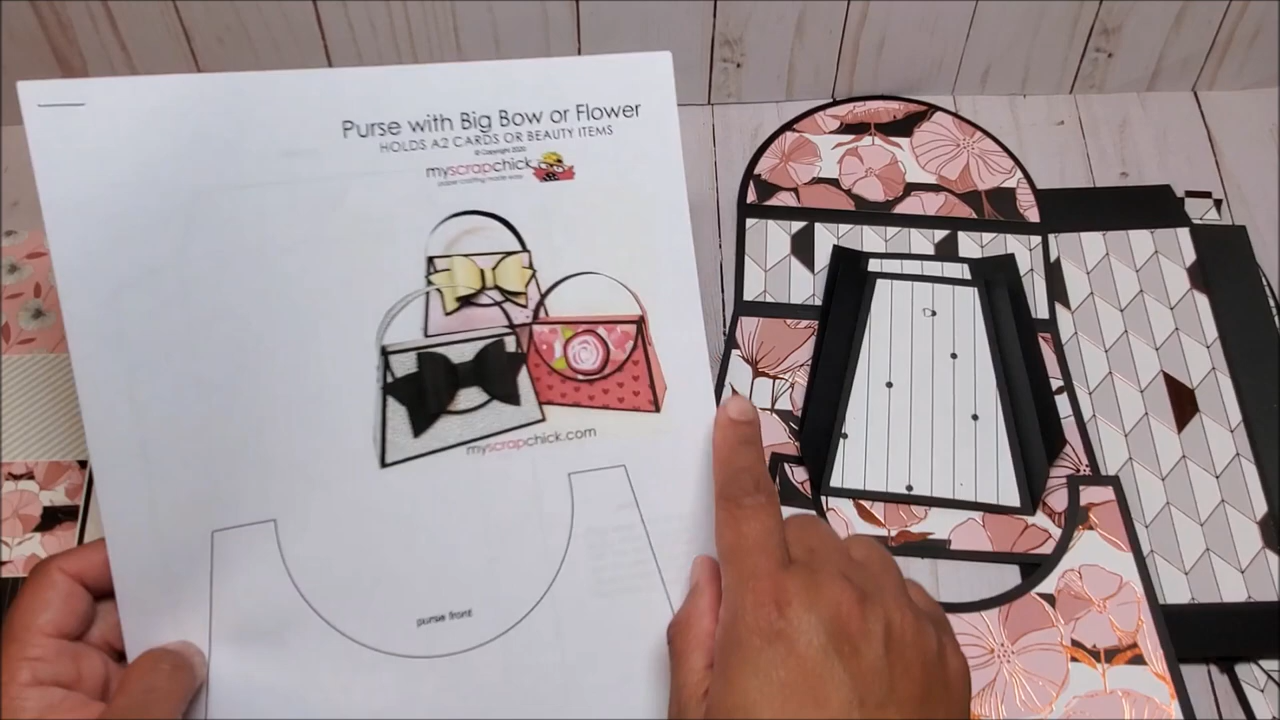 Purse with Big Bow or Flower
HOLDS A2 CARDS OR BEAUTY ITEMS
© Copyright 2020
myscrapchick
paper crafting made easy
myscrapchick.com
purse front